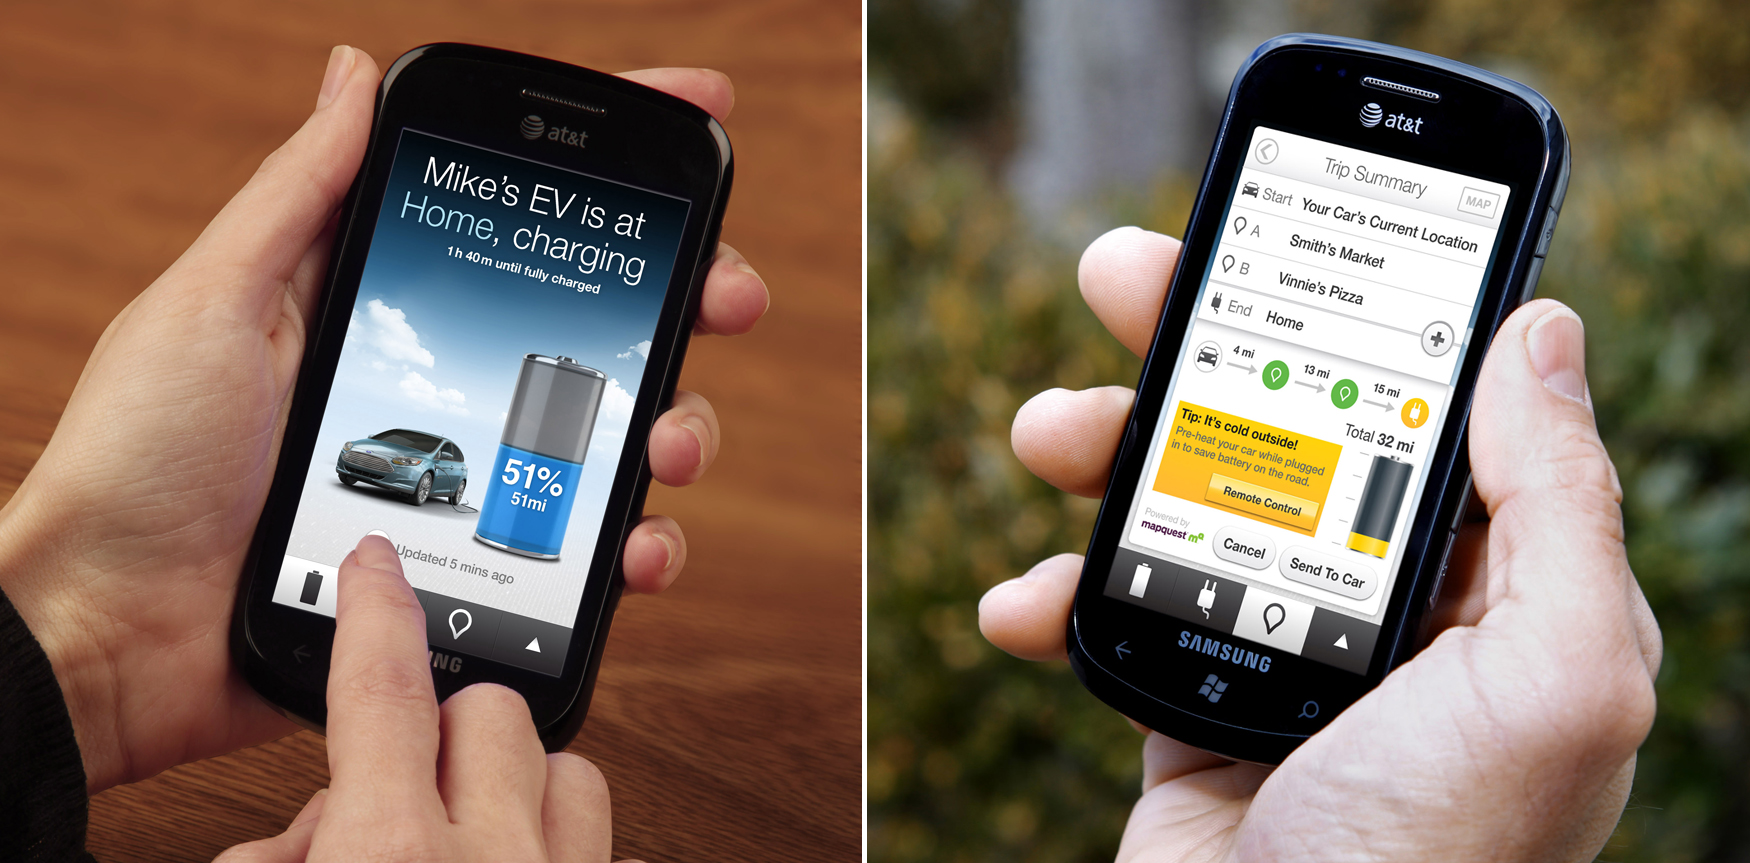 at&t
Mike's EV is at
Home, charging
1 h 40 m until fully charged
51%
51mi
Updated 5 mins ago
NG
at&t
Trip Summary
MAP
Start Your Car's Current Location
A Smith's Market
B Vinnie's Pizza
End Home
4 mi
13 mi
15 mi
Total 32 mi
Tip: It's cold outside!
Pre-heat your car while plugged
in to save battery on the road.
Remote Control
Powered by
mapquest mq
Cancel
Send To Car
SAMSUNG